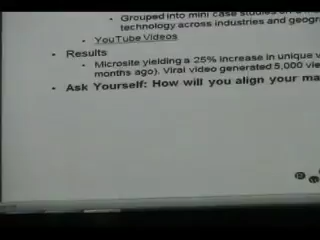 Grouped into mini case studies on
technology across industries and geogr
YouTube Videos
Results
Microsite yielding a 25% increase in unique v
months ago). Viral video generated 5,000 vie
Ask Yourself: How will you align your ma